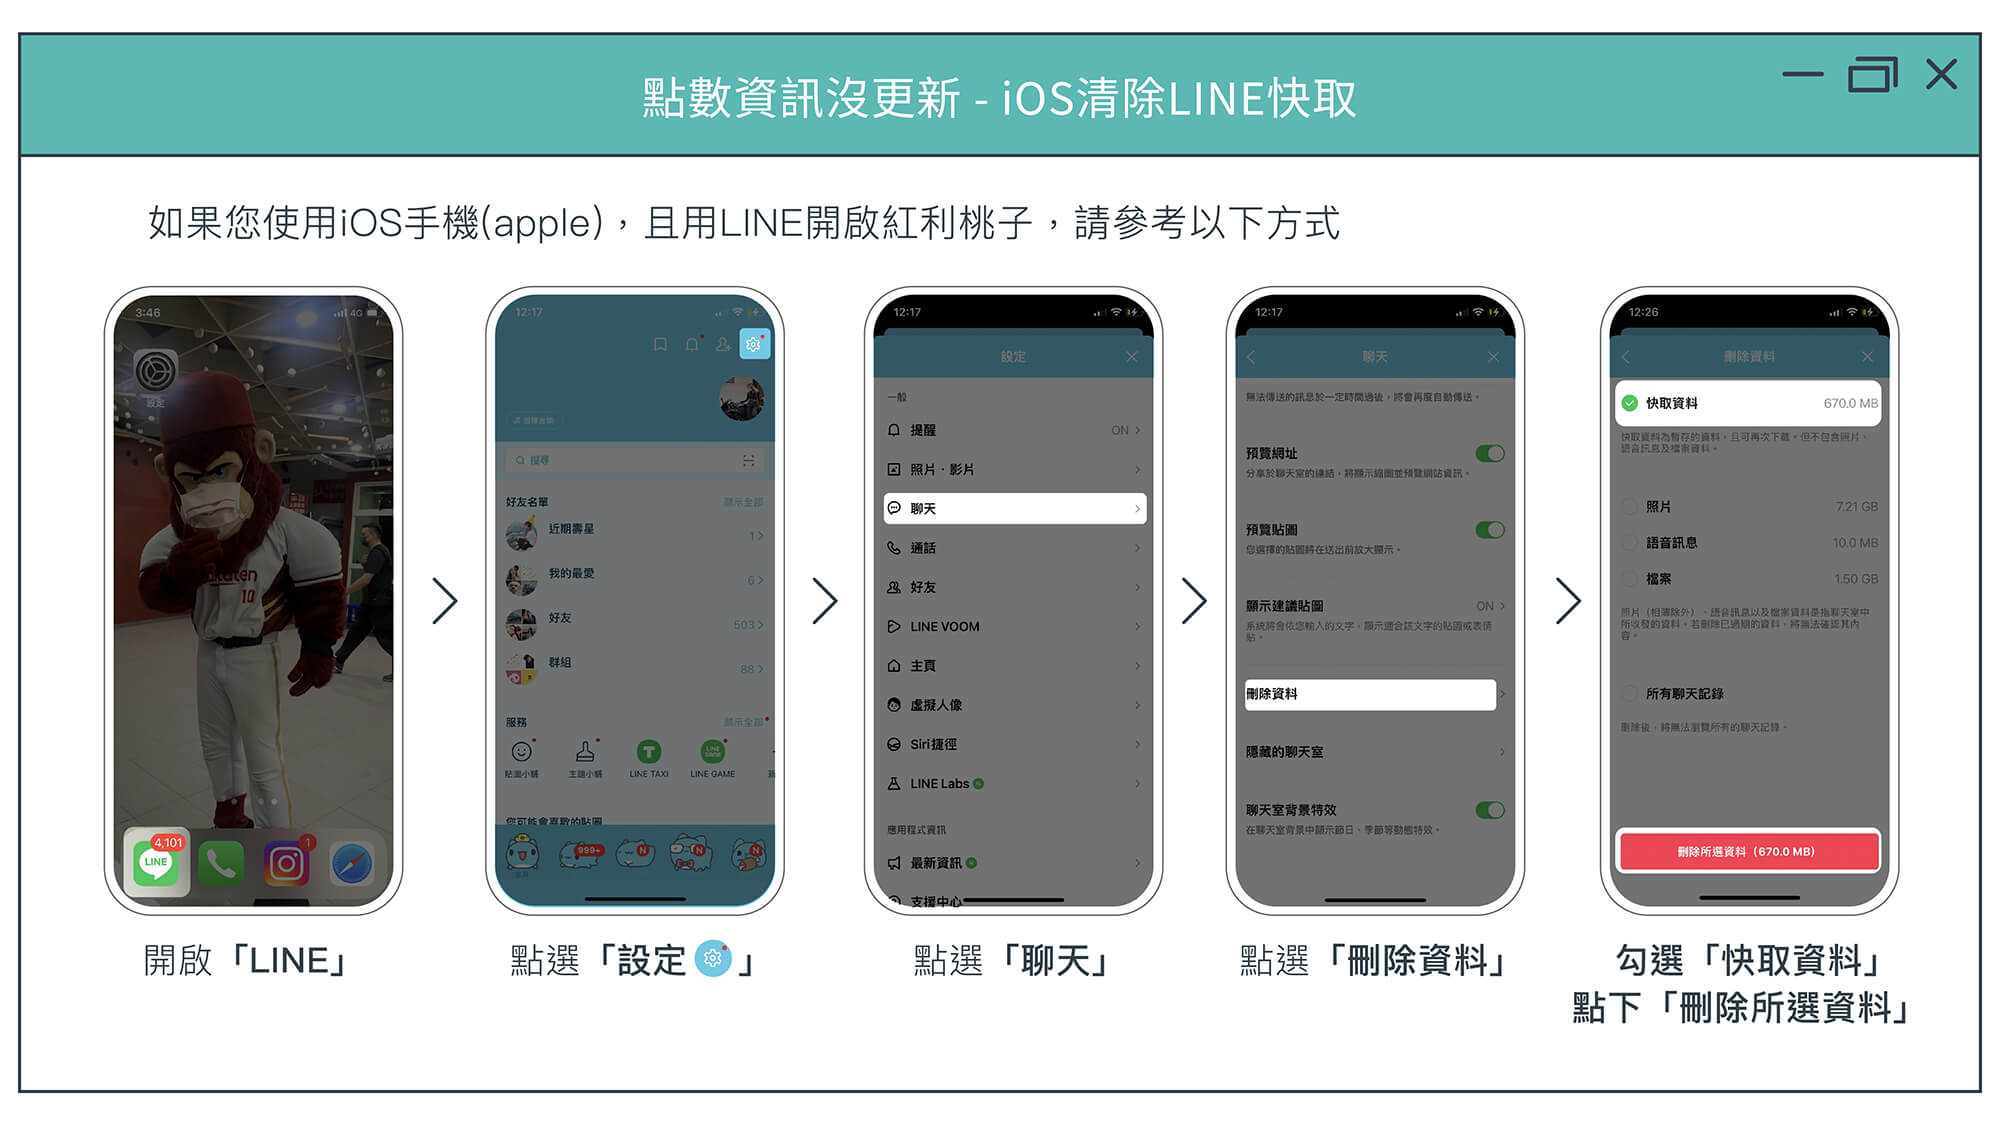 點數資訊沒更新 - iOS清除LINE快取
如果您使用iOS手機(apple)，且用LINE開啟紅利桃子，請參考以下方式
3:46
4G
設定
10
4,101
LINE
1
開啟「LINE」
12:17
搜尋
好友名單
顯示全部
近期壽星
1
我的最愛
6
好友
503
群組
88
服務
顯示全部
貼圖小舖
主題小舖
LINE TAXI
LINE GAME
您可能會喜歡的貼圖
999+
N
N
N
點選「設定」
12:17
設定
一般
提醒
ON
照片・影片
聊天
通話
好友
LINE VOOM
主頁
虛擬人像
Siri捷徑
LINE Labs
應用程式資訊
最新資訊
支援中心
點選「聊天」
12:17
聊天
無法傳送的訊息於一定時間過後，將會再度自動傳送。
預覽網址
分享於聊天室的連結，將顯示縮圖並預覽網站資訊。
預覽貼圖
您選擇的貼圖將在送出前放大顯示。
顯示建議貼圖
ON
系統將會依您輸入的文字，顯示適合該文字的貼圖或表情
貼。
刪除資料
隱藏的聊天室
聊天室背景特效
在聊天室背景中顯示節日、季節等動態特效。
點選「刪除資料」
12:26
刪除資料
快取資料
670.0 MB
快取資料為暫存的資料，且可再次下載。但不包含照片、
語音訊息及檔案資料。
照片
7.21 GB
語音訊息
10.0 MB
檔案
1.50 GB
照片（相簿除外）、語音訊息以及檔案資料是指聊天室中
所收發的資料。若刪除已過期的資料，將無法確認其內
容。
所有聊天記錄
刪除後，將無法瀏覽所有的聊天記錄。
刪除所選資料（670.0 MB）
勾選「快取資料」
點下「刪除所選資料」